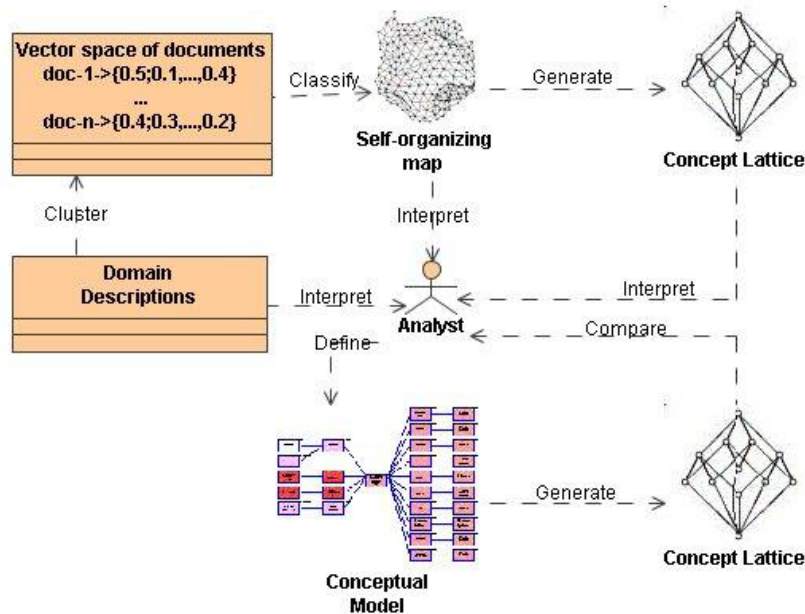 Vector space of documents
doc-1->{0.5;0.1,...,0.4}
...
doc-n->{0.4;0.3,...,0.2}
Classify
Self-organizing
map
Generate
Concept Lattice
Cluster
Interpret
Domain
Descriptions
Interpret
Analyst
Interpret
Compare
Define
Conceptual
Model
Generate
Concept Lattice